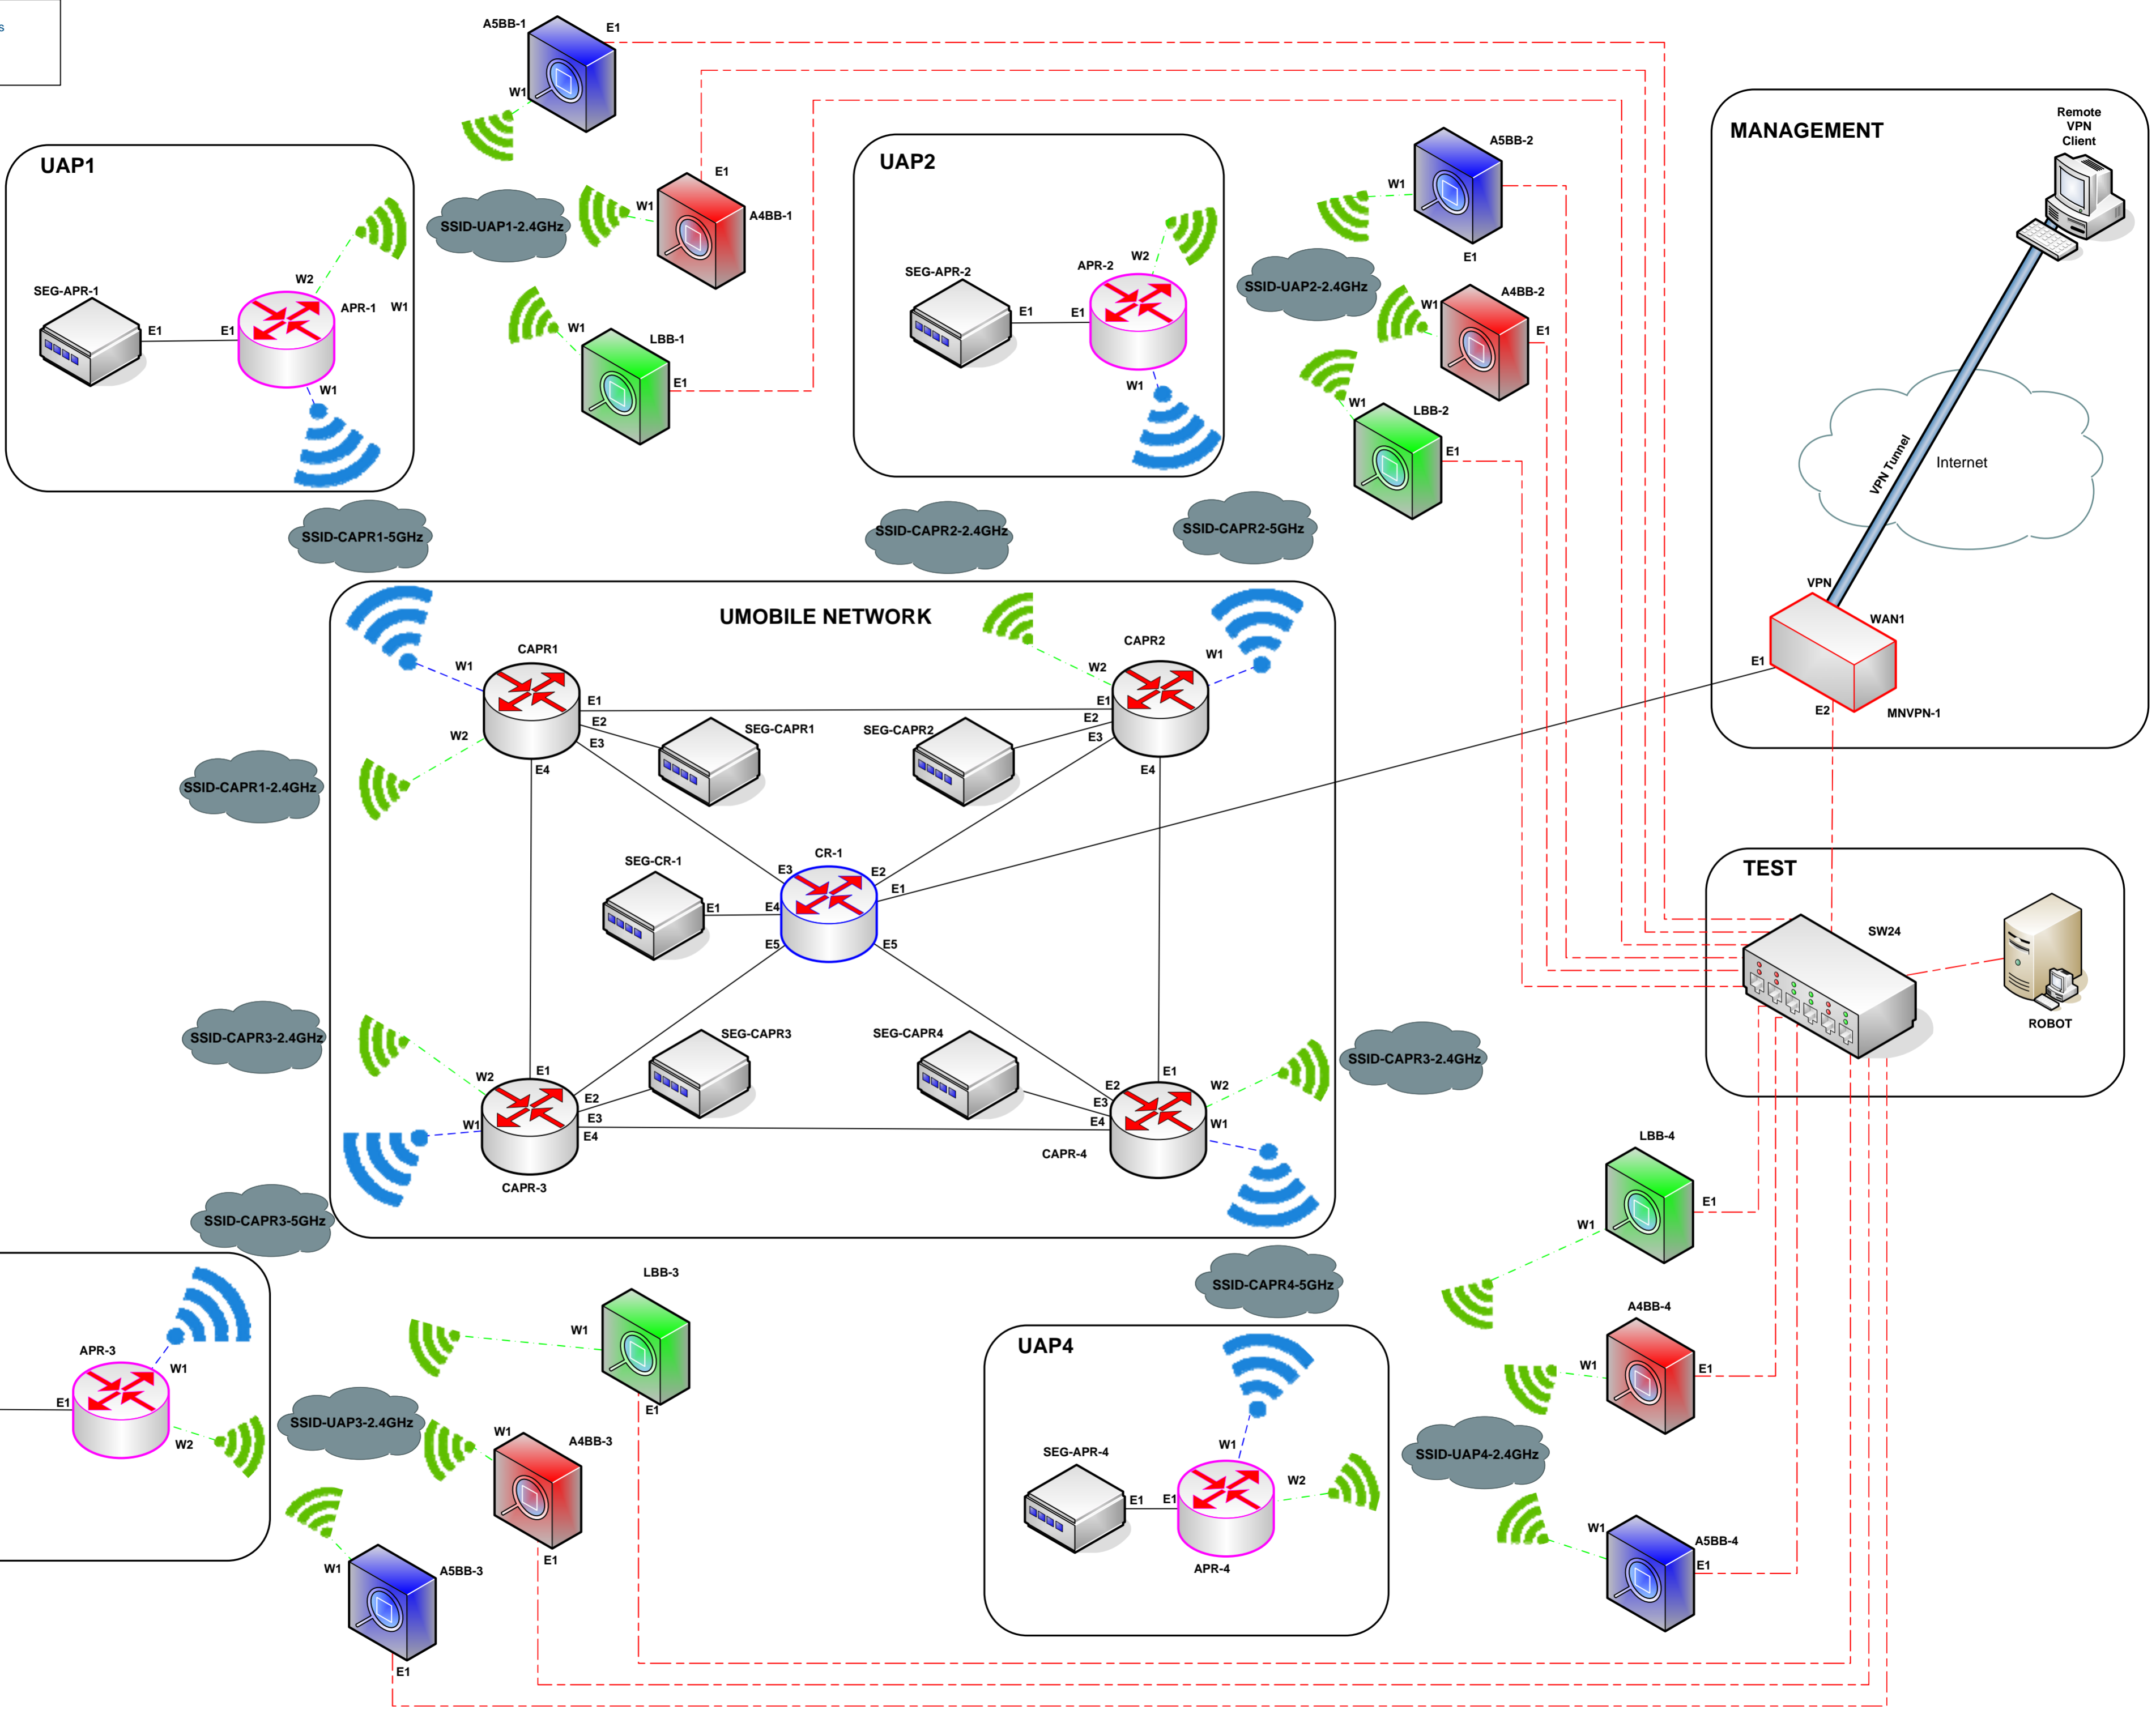 s
A5BB-1
E1
W1
UAP1
W2
SEG-APR-1
E1
E1
APR-1
W1
W1
SSID-UAP1-2.4GHz
E1
W1
A4BB-1
W1
LBB-1
E1
UAP2
W2
SEG-APR-2
APR-2
E1
E1
W1
A5BB-2
W1
E1
SSID-UAP2-2.4GHz
A4BB-2
W1
E1
W1
LBB-2
E1
MANAGEMENT
Remote
VPN
Client
VPN Tunnel
Internet
VPN
WAN1
E1
E2
MNVPN-1
SSID-CAPR1-5GHz
SSID-CAPR2-2.4GHz
SSID-CAPR2-5GHz
UMOBILE NETWORK
CAPR1
W1
W2
E1
E2
E3
E4
SEG-CAPR1
CAPR2
W1
W2
E1
E2
E3
E4
SEG-CAPR2
SSID-CAPR1-2.4GHz
CR-1
SEG-CR-1
E3
E2
E1
E1
E4
E5
E5
TEST
SW24
ROBOT
SSID-CAPR3-2.4GHz
SEG-CAPR3
SEG-CAPR4
SSID-CAPR3-2.4GHz
W2
E1
E2
E3
W1
E4
CAPR-3
E1
E2
W2
E3
E4
W1
CAPR-4
SSID-CAPR3-5GHz
SSID-CAPR4-5GHz
LBB-4
E1
W1
APR-3
W1
E1
W2
LBB-3
W1
E1
SSID-UAP3-2.4GHz
W1
A4BB-3
E1
W1
A5BB-3
E1
UAP4
W1
SEG-APR-4
W2
E1
E1
APR-4
A4BB-4
W1
E1
SSID-UAP4-2.4GHz
W1
A5BB-4
E1